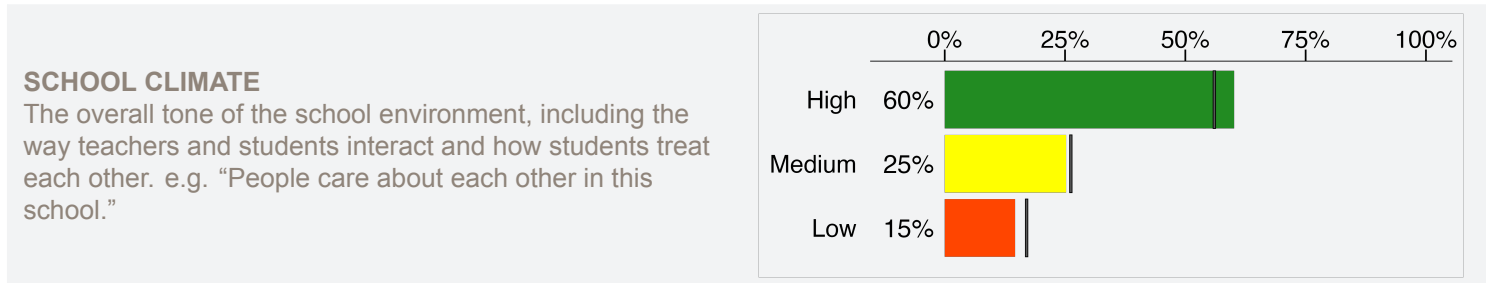 SCHOOL CLIMATE
The overall tone of the school environment, including the
way teachers and students interact and how students treat
each other. e.g. “People care about each other in this
school.”
0% 25% 50% 75% 100%
High 60%
Medium 25%
Low 15%